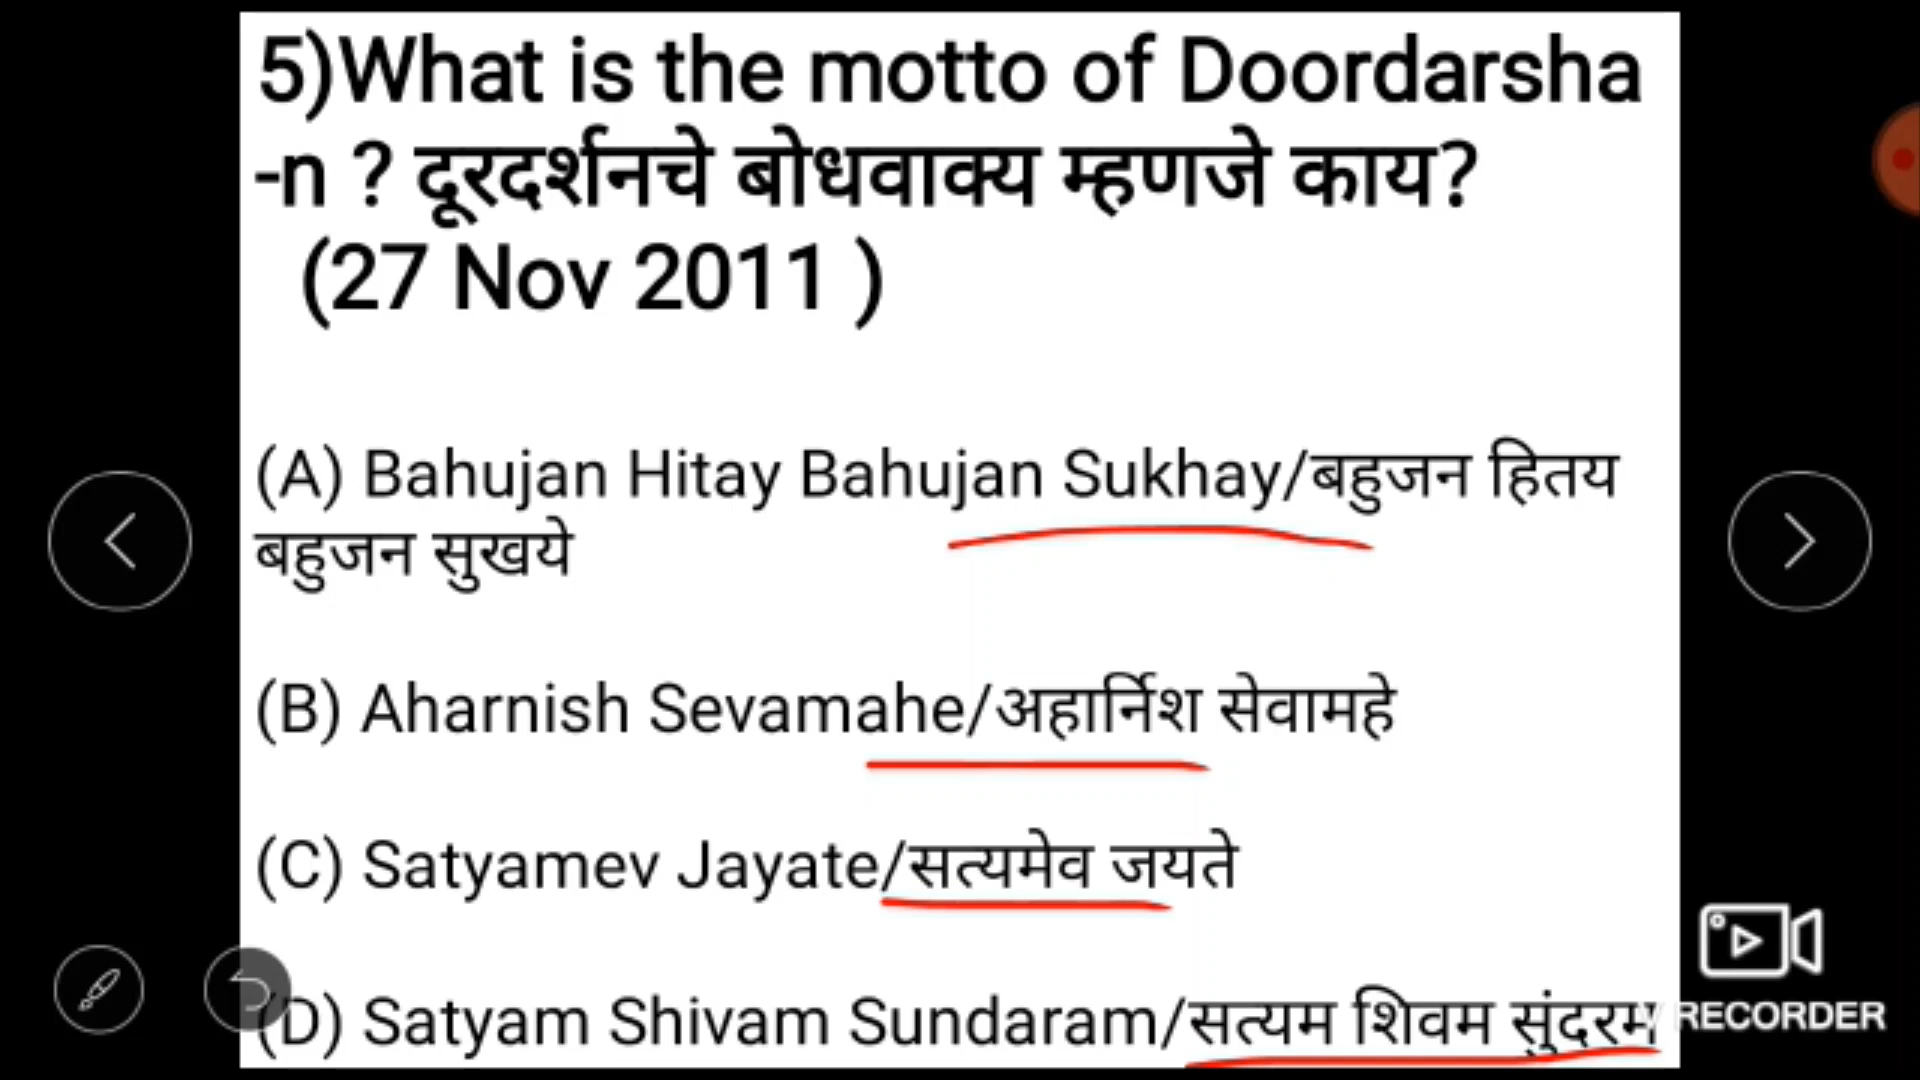 5)What is the motto of Doordarsha
-n ? दूरदर्शनचे बोधवाक्य म्हणजे काय?
(27 Nov 2011 )
(A) Bahujan Hitay Bahujan Sukhay/बहुजन हितय
बहुजन सुखये
(B) Aharnish Sevamahe/अहार्निश सेवामहे
(C) Satyamev Jayate/सत्यमेव जयते
(D) Satyam Shivam Sundaram/सत्यम शिवम सुंदरम
V RECORDER